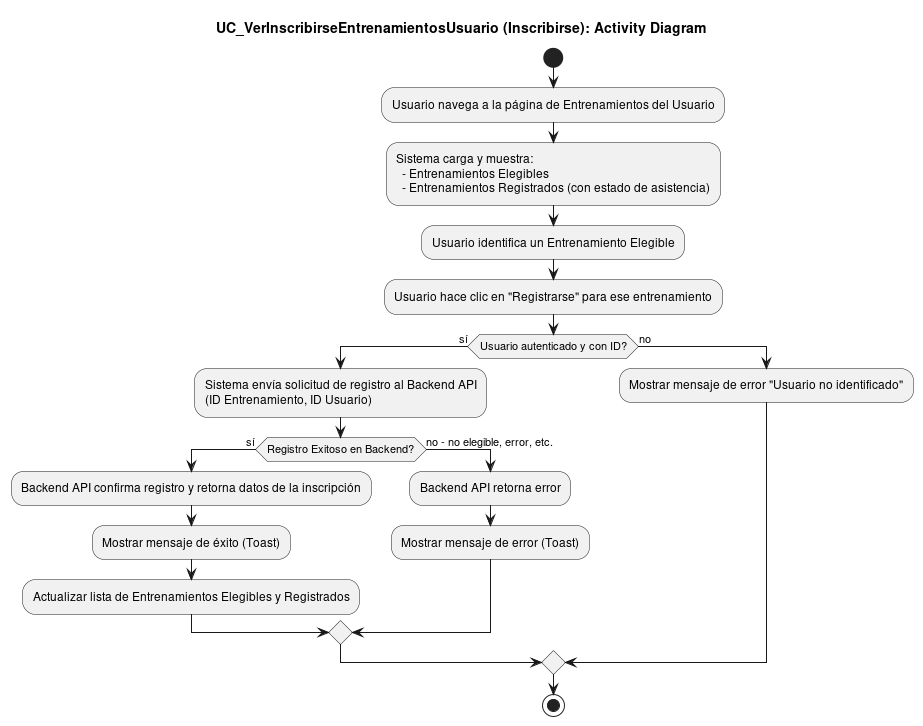 UC_VerInscribirseEntrenamientosUsuario (Inscribirse): Activity Diagram
Usuario navega a la página de Entrenamientos del Usuario
Sistema carga y muestra:
- Entrenamientos Elegibles
- Entrenamientos Registrados (con estado de asistencia)
Usuario identifica un Entrenamiento Elegible
Usuario hace clic en "Registrarse" para ese entrenamiento
sí
Usuario autenticado y con ID?
no
Sistema envía solicitud de registro al Backend API
(ID Entrenamiento, ID Usuario)
Mostrar mensaje de error "Usuario no identificado"
sí
Registro Exitoso en Backend?
no - no elegible, error, etc.
Backend API confirma registro y retorna datos de la inscripción
Backend API retorna error
Mostrar mensaje de éxito (Toast)
Mostrar mensaje de error (Toast)
Actualizar lista de Entrenamientos Elegibles y Registrados